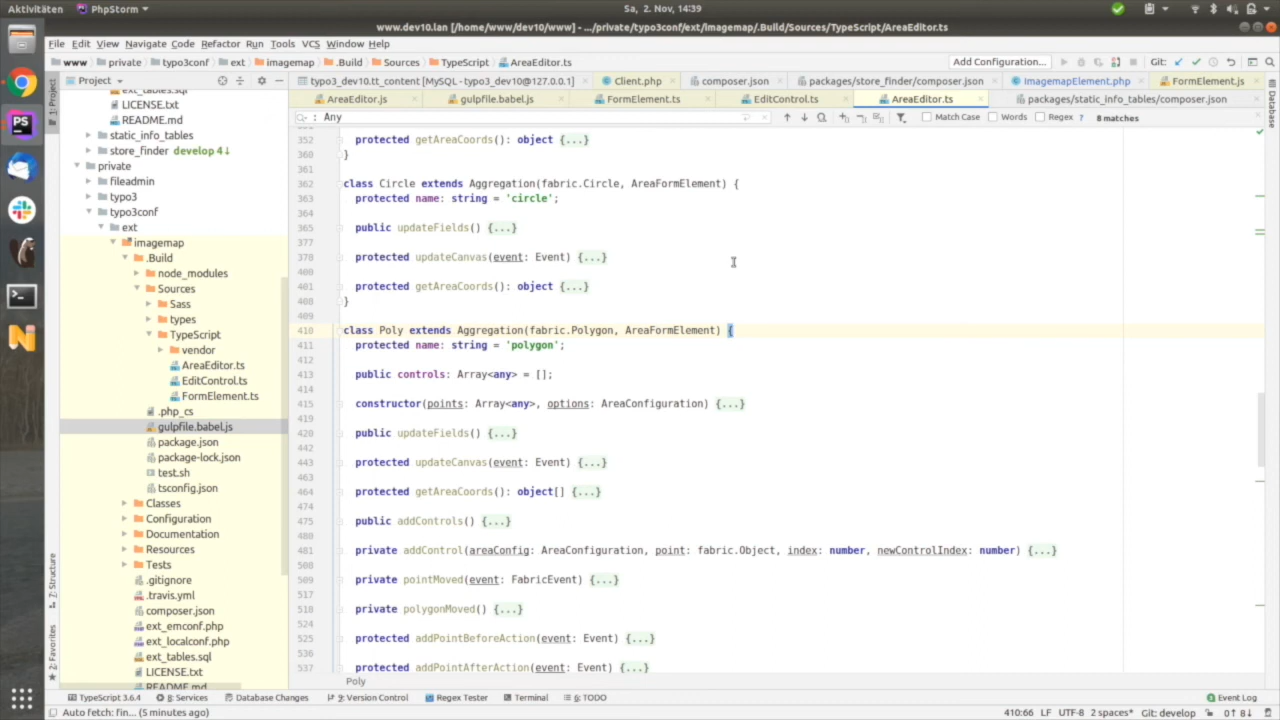 Aktivitäten PhpStorm Sa, 2. Nov, 14:39
www.dev10.lan [/home/www/dev10/www] - .../private/typo3conf/ext/imagemap/.Build/Sources/TypeScript/AreaEditor.ts
File Edit View Navigate Code Refactor Run Tools VCS Window Help
www private typo3conf ext imagemap .Build Sources TypeScript AreaEditor.ts Add Configuration... Git:
Project typo3_dev10.tt_content [MySQL - typo3_dev10@127.0.0.1] Client.php composer.json packages/store_finder/composer.json ImagemapElement.php FormElement.js
AreaEditor.js gulpfile.babel.js FormElement.ts EditControl.ts AreaEditor.ts packages/static_info_tables/composer.json
Any Match Case Words Regex ? 8 matches
1: Project
Database
ext_tables.sql
LICENSE.txt
README.md
static_info_tables
store_finder develop 4↓
private
fileadmin
typo3
typo3conf
ext
imagemap
.Build
node_modules
Sources
Sass
types
TypeScript
vendor
AreaEditor.ts
EditControl.ts
FormElement.ts
.php_cs
gulpfile.babel.js
package.json
package-lock.json
test.sh
tsconfig.json
Classes
Configuration
Documentation
Resources
Tests
.gitignore
.travis.yml
composer.json
ext_emconf.php
ext_localconf.php
ext_tables.sql
LICENSE.txt
README.md
Z: Structure
2: Favorites
352 protected getAreaCoords(): object {...}
360 }
361
362 class Circle extends Aggregation(fabric.Circle, AreaFormElement) {
363 protected name: string = 'circle';
364
365 public updateFields() {...}
377
378 protected updateCanvas(event: Event) {...}
400
401 protected getAreaCoords(): object {...}
408 }
409
410 class Poly extends Aggregation(fabric.Polygon, AreaFormElement) {
411 protected name: string = 'polygon';
412
413 public controls: Array<any> = [];
414
415 constructor(points: Array<any>, options: AreaConfiguration) {...}
419
420 public updateFields() {...}
442
443 protected updateCanvas(event: Event) {...}
463
464 protected getAreaCoords(): object[] {...}
474
475 public addControls() {...}
480
481 private addControl(areaConfig: AreaConfiguration, point: fabric.Object, index: number, newControlIndex: number) {...}
508
509 private pointMoved(event: FabricEvent) {...}
517
518 private polygonMoved() {...}
524
525 protected addPointBeforeAction(event: Event) {...}
536
537 protected addPointAfterAction(event: Event) {...}
Poly
TypeScript 3.6.4 8: Services Database Changes 9: Version Control Regex Tester Terminal 6: TODO Event Log
Auto fetch: fin... (5 minutes ago) 410:66 LF UTF-8 2 spaces* Git: develop 0↑ 8↓